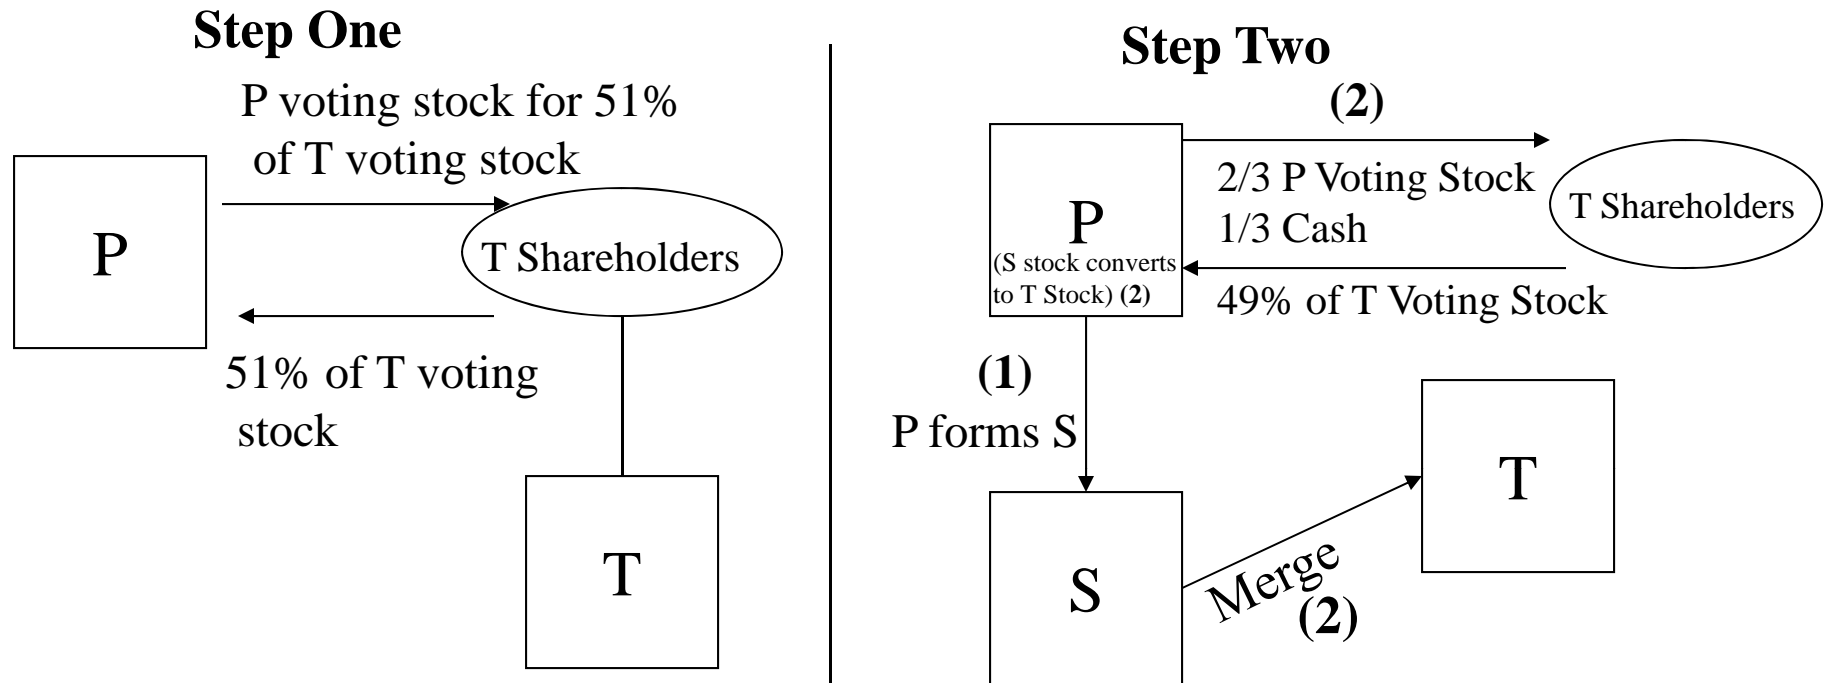 Step One
P voting stock for 51%
of T voting stock
P
T Shareholders
51% of T voting
stock
T
Step Two
(2)
2/3 P Voting Stock
1/3 Cash
T Shareholders
P
(S stock converts
to T Stock) (2)
49% of T Voting Stock
(1)
P forms S
T
S
Merge
(2)